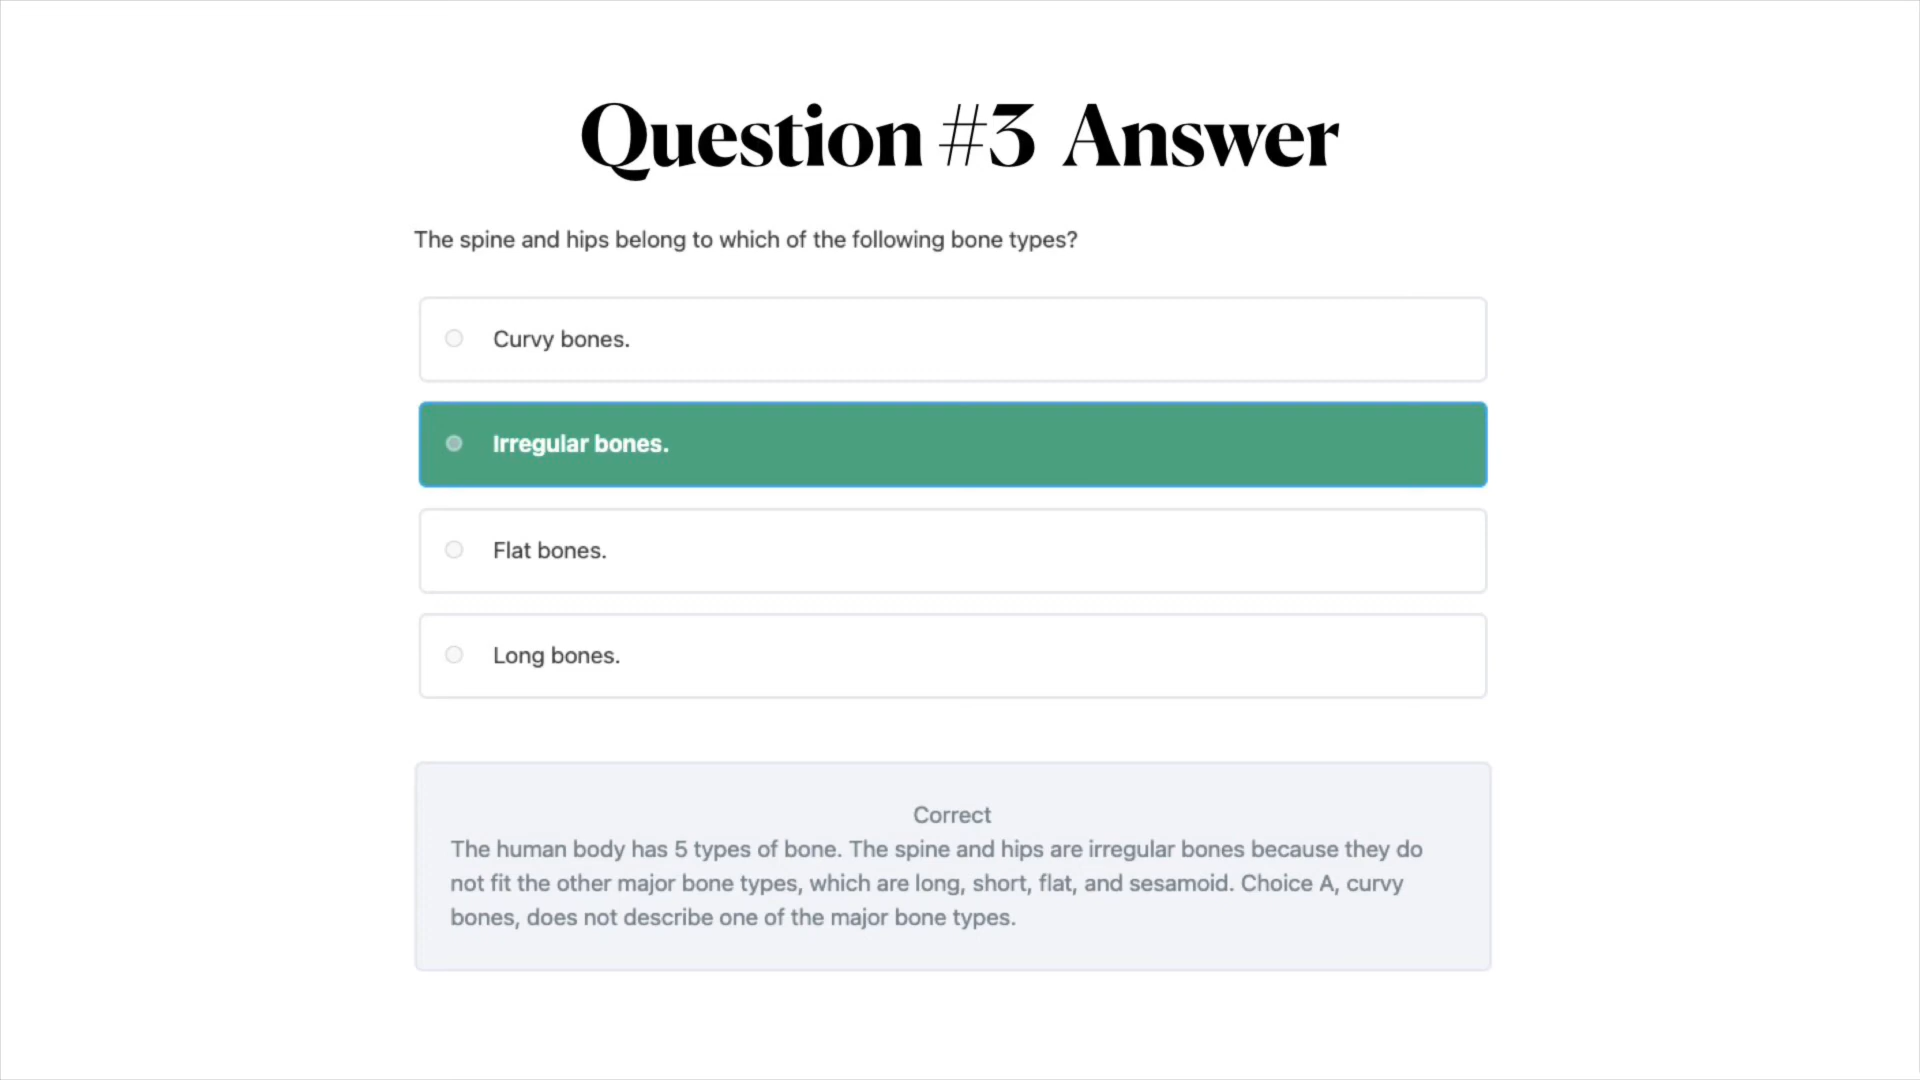 Question #3 Answer
The spine and hips belong to which of the following bone types?
Curvy bones.
Irregular bones.
Flat bones.
Long bones.
Correct
The human body has 5 types of bone. The spine and hips are irregular bones because they do
not fit the other major bone types, which are long, short, flat, and sesamoid. Choice A, curvy
bones, does not describe one of the major bone types.